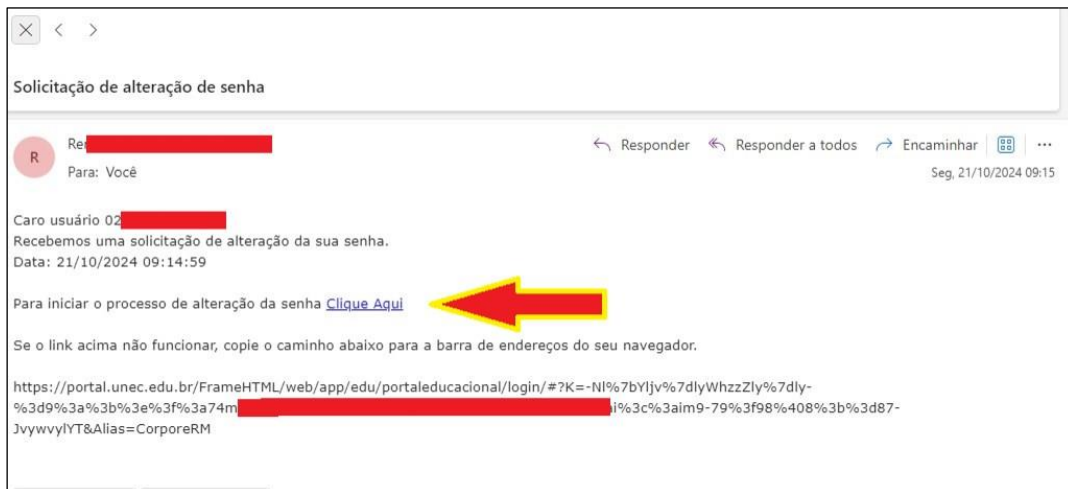 Solicitação de alteração de senha
R
Responder
Responder a todos
Encaminhar
Para: Você
Seg, 21/10/2024 09:15
Caro usuário 02
Recebemos uma solicitação de alteração da sua senha.
Data: 21/10/2024 09:14:59
Para iniciar o processo de alteração da senha Clique Aqui
Se o link acima não funcionar, copie o caminho abaixo para a barra de endereços do seu navegador.
https://portal.unec.edu.br/FrameHTML/web/app/edu/portaleducacional/login/#?K=-Nl%7bYljv%7dlyWhzzZly%7dly-
%3d9%3a%3b%3e%3f%3a74m i%3c%3aim9-79%3f98%408%3b%3d87-
JvywvylYT&Alias=CorporeRM